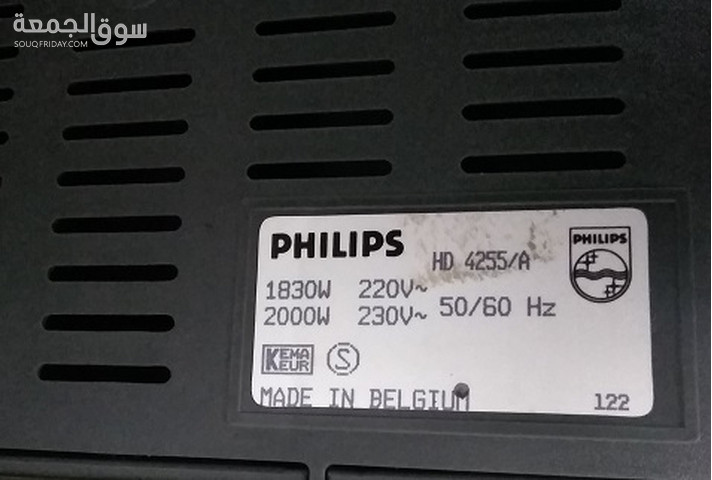 سوق الجمعة
SOUQFRIDAY.COM
PHILIPS
HD 4255/A
PHILIPS
1830W 220V~
2000W 230V~ 50/60 Hz
KEMA
KEUR
S
MADE IN BELGIUM
122